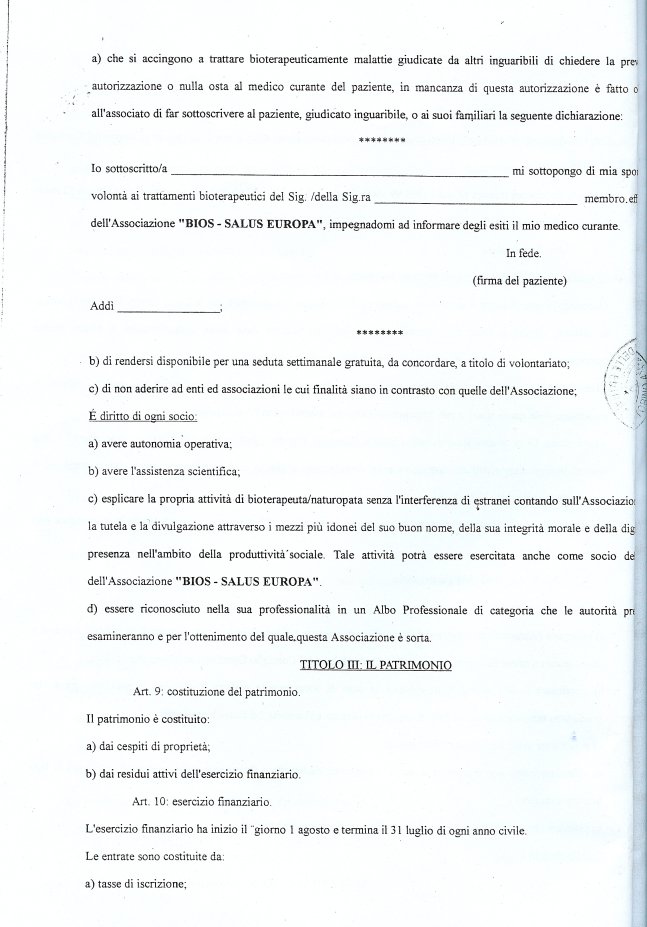 a) che si accingono a trattare bioterapeuticamente malattie giudicate da altri inguaribili di chiedere la
autorizzazione o nulla osta al medico curante del paziente, in mancanza di questa autorizzazione è fatto
all'associato di far sottoscrivere al paziente, giudicato inguaribile, o ai suoi familiari la seguente dichiarazione:
********
Io sottoscritto/a ______________________ mi sottopongo di mia
volontà ai trattamenti bioterapeutici del Sig. /della Sig.ra ______________________ membro.
dell'Associazione "BIOS - SALUS EUROPA", impegnadomi ad informare degli esiti il mio medico curante.
In fede.
(firma del paziente)
Addì ______________;
********
b) di rendersi disponibile per una seduta settimanale gratuita, da concordare, a titolo di volontariato;
c) di non aderire ad enti ed associazioni le cui finalità siano in contrasto con quelle dell'Associazione;
É diritto di ogni socio:
a) avere autonomia operativa;
b) avere l'assistenza scientifica;
c) esplicare la propria attività di bioterapeuta/naturopata senza l'interferenza di estranei contando
la tutela e la divulgazione attraverso i mezzi più idonei del suo buon nome, della sua integrità morale e della
presenza nell'ambito della produttività sociale. Tale attività potrà essere esercitata anche come socio
dell'Associazione "BIOS - SALUS EUROPA".
d) essere riconosciuto nella sua professionalità in un Albo Professionale di categoria che le autorità
esamineranno e per l'ottenimento del quale questa Associazione è sorta.
TITOLO III: IL PATRIMONIO
Art. 9: costituzione del patrimonio.
Il patrimonio è costituito:
a) dai cespiti di proprietà;
b) dai residui attivi dell'esercizio finanziario.
Art. 10: esercizio finanziario.
L'esercizio finanziario ha inizio il giorno 1 agosto e termina il 31 luglio di ogni anno civile.
Le entrate sono costituite da:
a) tasse di iscrizione;